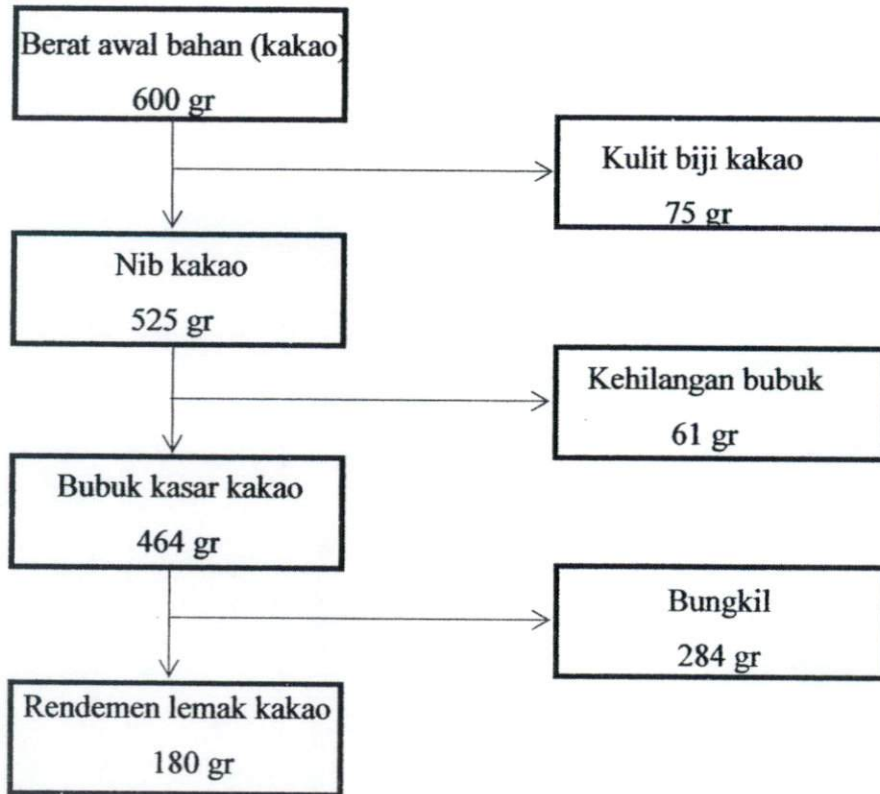 Berat awal bahan (kakao)
600 gr
Kulit biji kakao
75 gr
Nib kakao
525 gr
Kehilangan bubuk
61 gr
Bubuk kasar kakao
464 gr
Bungkil
284 gr
Rendemen lemak kakao
180 gr